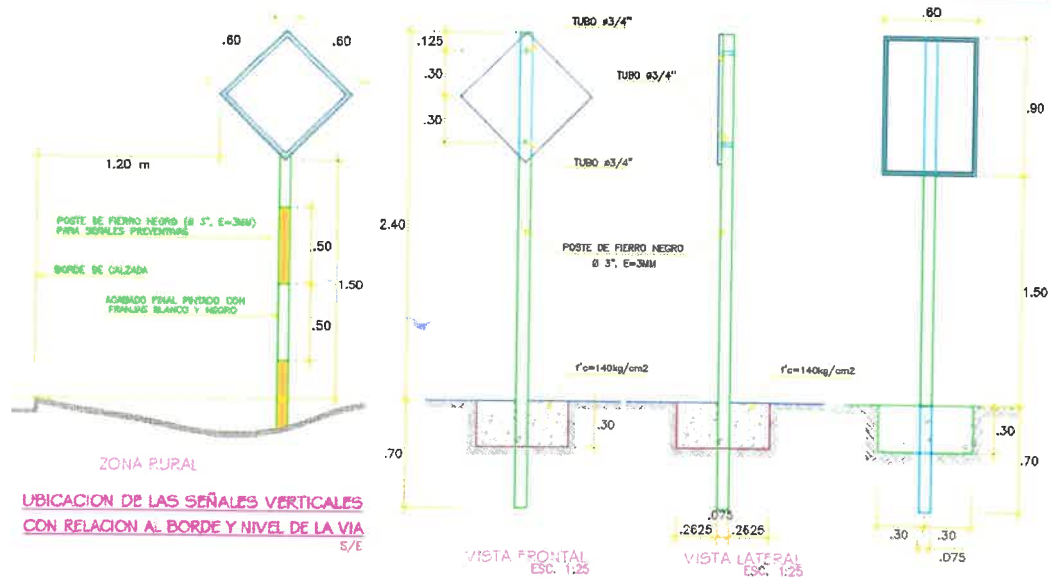 .60
.60
1.20 m
POSTE DE FIERRO NEGRO (Ø 3", E=3MM)
PARA SEÑALES PREVENTIVAS
BORDE DE CALZADA
ACABADO FINAL PINTADO CON
FRANJAS BLANCO Y NEGRO
.50
.50
1.50
ZONA RURAL
UBICACION DE LAS SEÑALES VERTICALES
CON RELACION AL BORDE Y NIVEL DE LA VIA
S/E
.125
.30
.30
2.40
.70
TUBO ø3/4"
TUBO ø3/4"
TUBO ø3/4"
POSTE DE FIERRO NEGRO
Ø 3", E=3MM
f'c=140kg/cm2
.30
VISTA FRONTAL
ESC. 1:25
f'c=140kg/cm2
.075
.2625
.2625
VISTA LATERAL
ESC. 1:25
.60
.90
1.50
.30
.70
.30
.30
.075